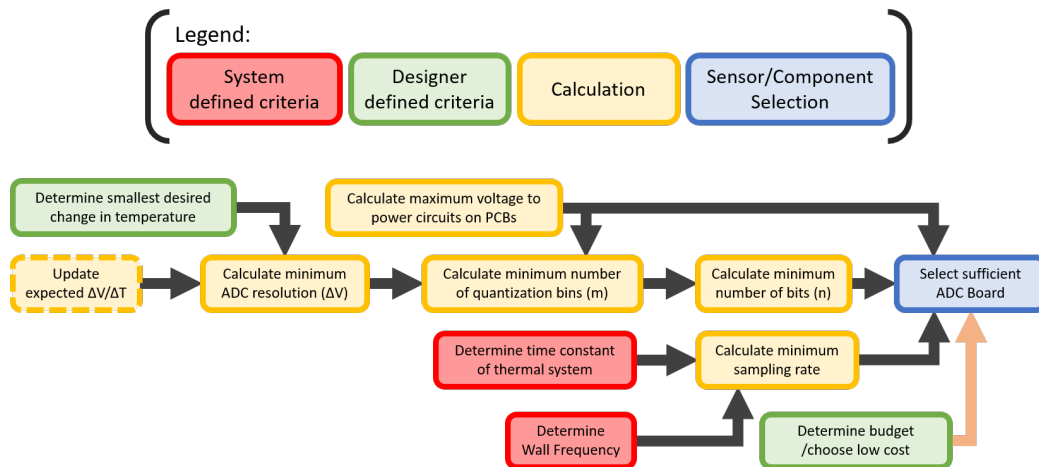 Legend:
System
defined criteria
Designer
defined criteria
Calculation
Sensor/Component
Selection
Determine smallest desired
change in temperature
Calculate maximum voltage to
power circuits on PCBs
Update
expected ΔV/ΔT
Calculate minimum
ADC resolution (ΔV)
Calculate minimum number
of quantization bins (m)
Calculate minimum
number of bits (n)
Select sufficient
ADC Board
Determine time constant
of thermal system
Calculate minimum
sampling rate
Determine
Wall Frequency
Determine budget
/choose low cost